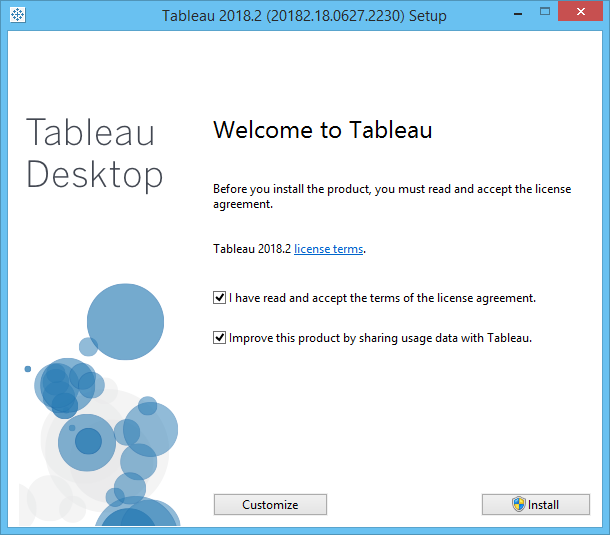 Tableau 2018.2 (20182.18.0627.2230) Setup
Tableau
Desktop
Welcome to Tableau
Before you install the product, you must read and accept the license
agreement.
Tableau 2018.2 license terms.
I have read and accept the terms of the license agreement.
Improve this product by sharing usage data with Tableau.
Customize
Install